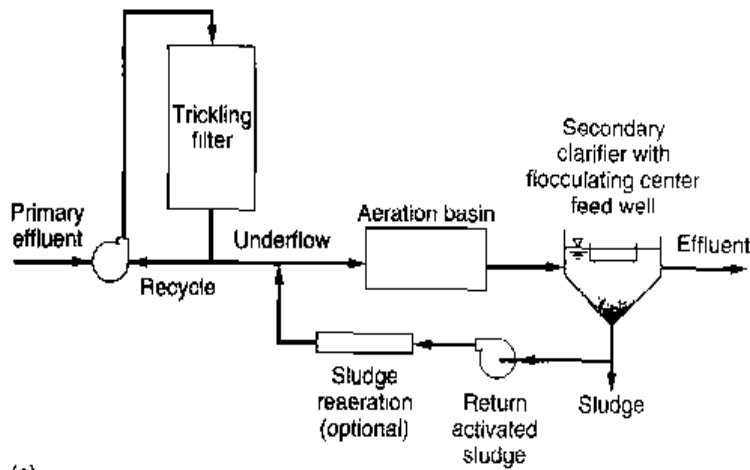 Trickling
filter
Secondary
clarifier with
flocculating center
feed well
Primary
effluent
Underflow
Aeration basin
Effluent
Recycle
Sludge
reaeration
(optional)
Return
activated
sludge
Sludge